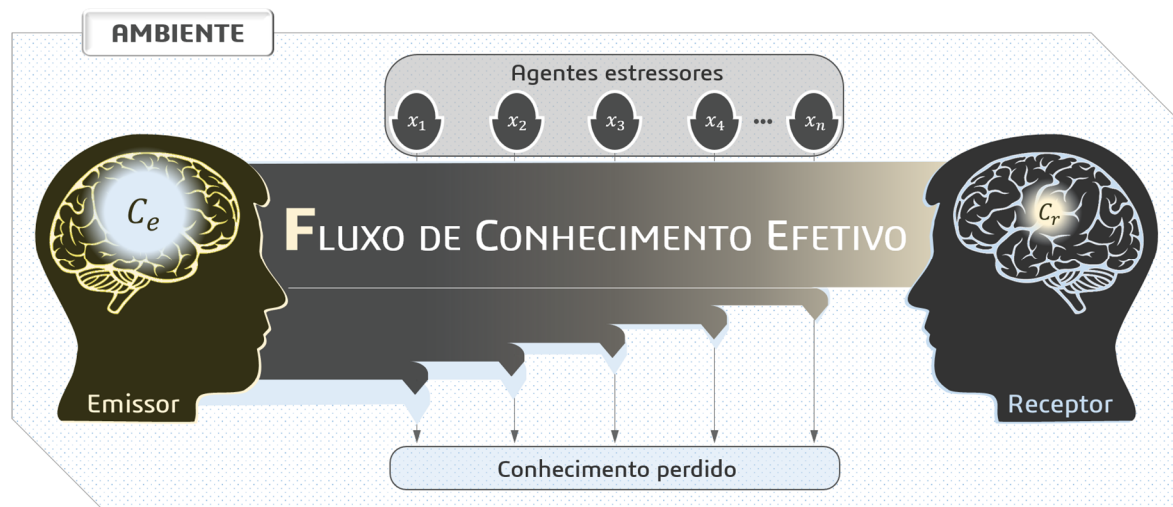 AMBIENTE
Agentes estressores
x₁ x₂ x₃ x₄ ... xₙ
Cₑ
FLUXO DE CONHECIMENTO EFETIVO
Cᵣ
Emissor
Receptor
Conhecimento perdido